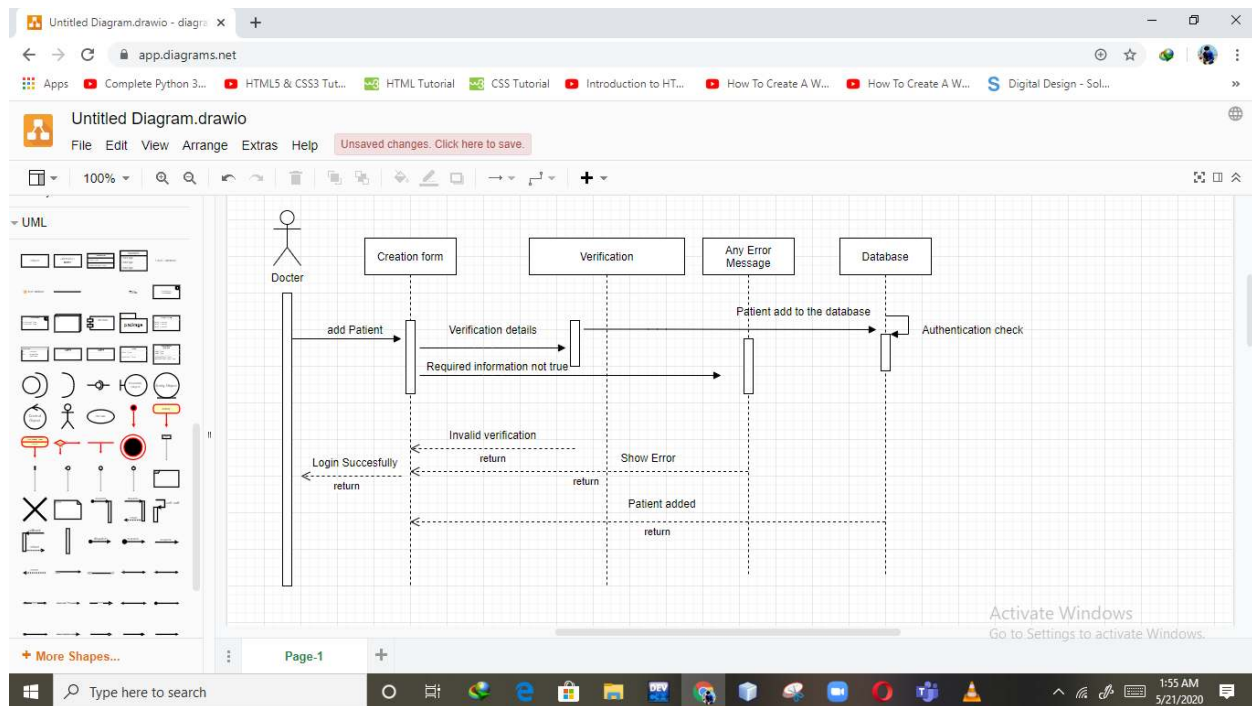 Untitled Diagram.drawio - diagra
app.diagrams.net
Apps Complete Python 3... HTML5 & CSS3 Tut... HTML Tutorial CSS Tutorial Introduction to HT... How To Create A W... How To Create A W... Digital Design - Sol...
Untitled Diagram.drawio
File Edit View Arrange Extras Help Unsaved changes. Click here to save.
100%
UML
Docter
Creation form
Verification
Any Error
Message
Database
Patient add to the database
add Patient
Verification details
Authentication check
Required information not true
Invalid verification
return
Show Error
Login Succesfully
return
return
Patient added
return
Activate Windows
Go to Settings to activate Windows.
+ More Shapes...
Page-1
Type here to search
DEV
1:55 AM
5/21/2020